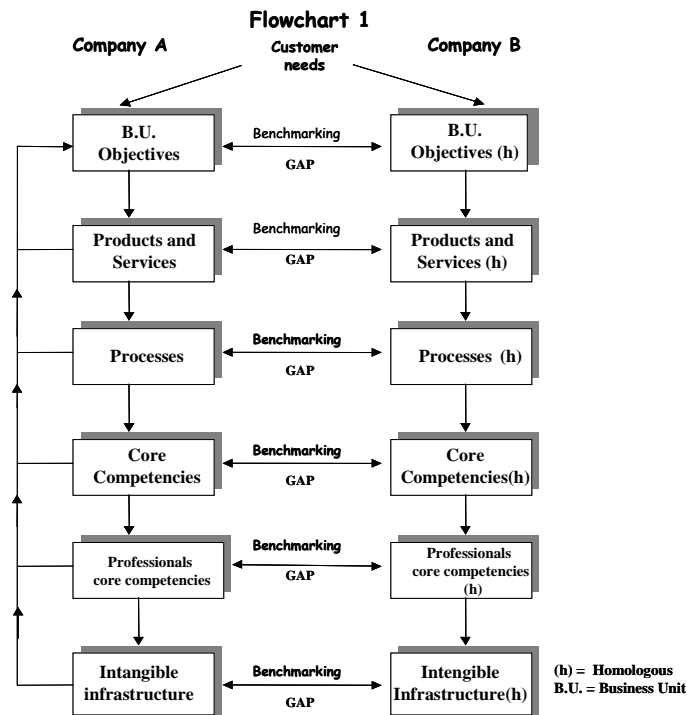 Flowchart 1
Company A
Customer
needs
Company B
B.U.
Objectives
Benchmarking
GAP
B.U.
Objectives (h)
Products and
Services
Benchmarking
GAP
Products and
Services (h)
Processes
Benchmarking
GAP
Processes (h)
Core
Competencies
Benchmarking
GAP
Core
Competencies(h)
Professionals
core competencies
Benchmarking
GAP
Professionals
core competencies
(h)
Intangible
infrastructure
Benchmarking
GAP
Intengible
Infrastructure(h)
(h) = Homologous
B.U. = Business Unit